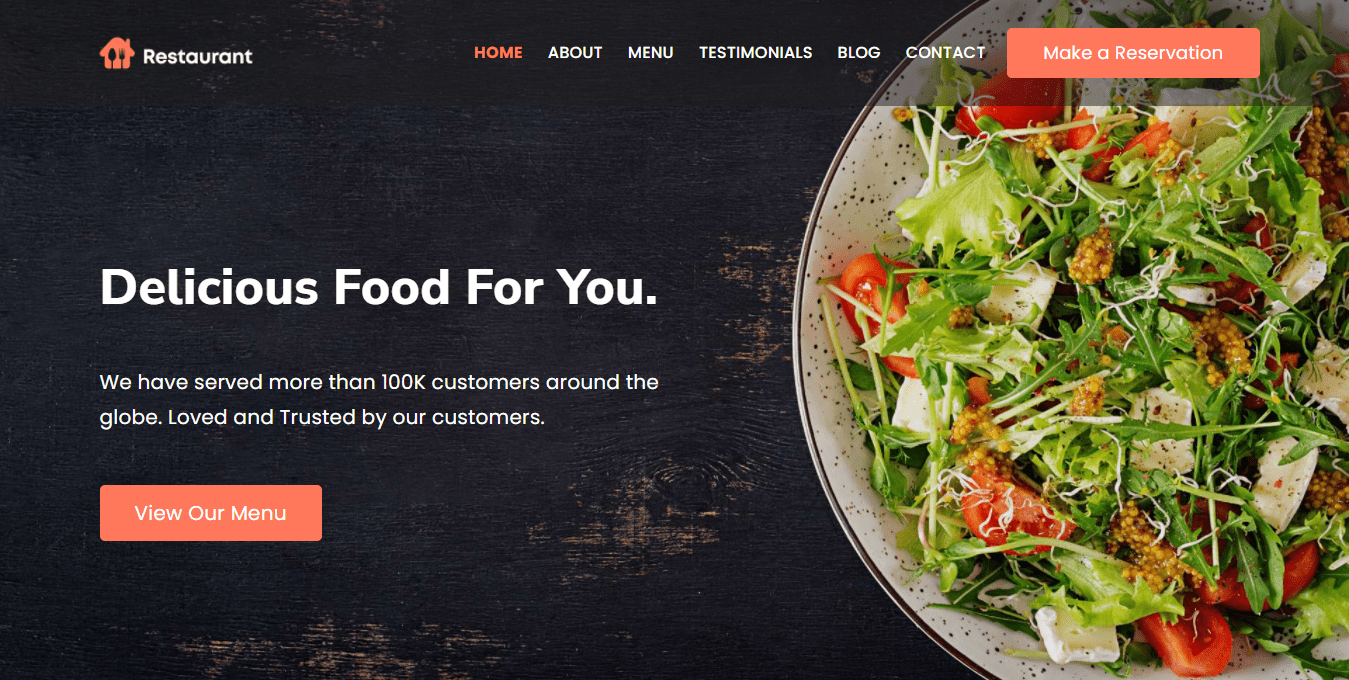 Restaurant
HOME ABOUT MENU TESTIMONIALS BLOG CONTACT Make a Reservation
Delicious Food For You.
We have served more than 100K customers around the
globe. Loved and Trusted by our customers.
View Our Menu